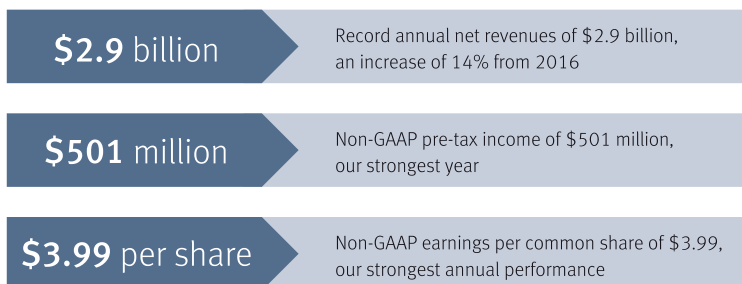 $2.9 billion
Record annual net revenues of $2.9 billion,
an increase of 14% from 2016
$501 million
Non-GAAP pre-tax income of $501 million,
our strongest year
$3.99 per share
Non-GAAP earnings per common share of $3.99,
our strongest annual performance